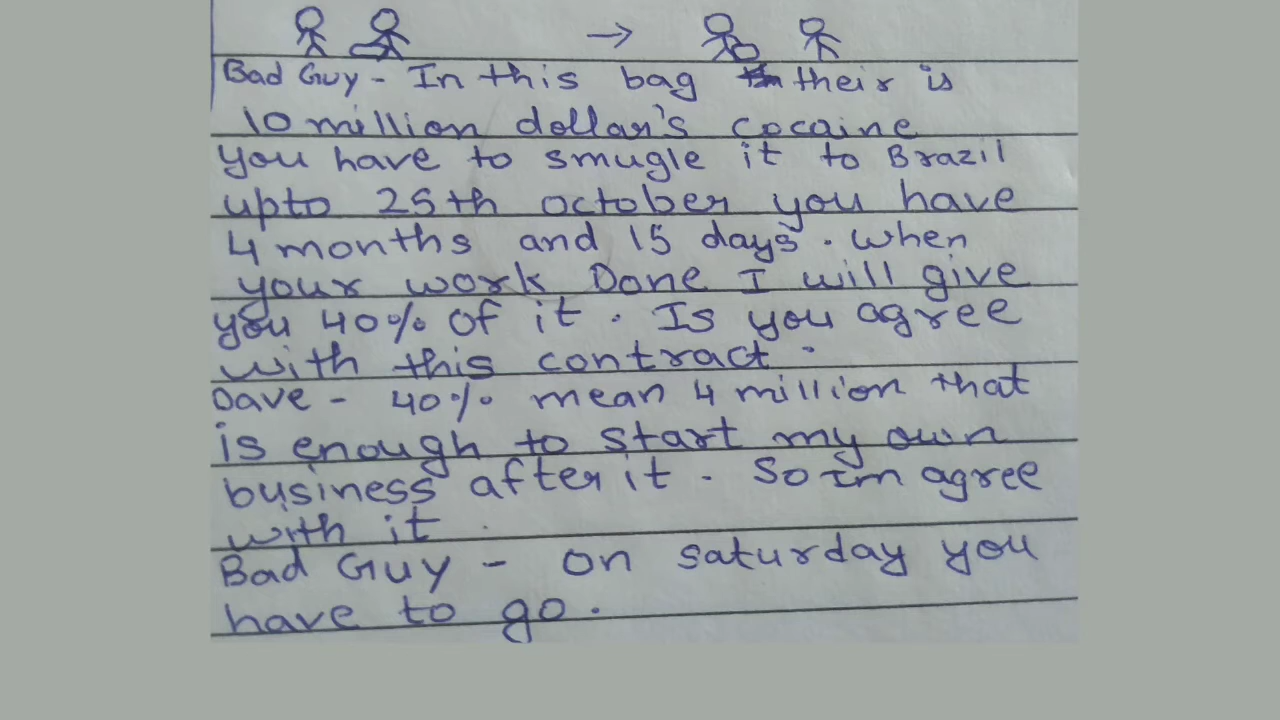 Bad Guy - In this bag their is
10 million dollar's cocaine
you have to smugle it to Brazil
upto 25th october you have
4 months and 15 days. When
your work Done I will give
you 40% of it. Is you agree
with this contract.
Dave - 40% mean 4 million that
is enough to start my own
business after it. So im agree
with it.
Bad Guy - on saturday you
have to go.